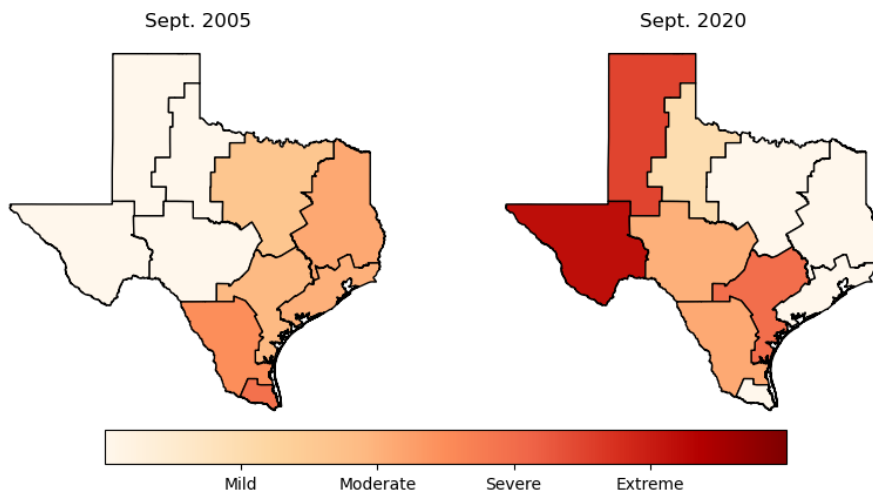 Sept. 2005
Sept. 2020
Mild
Moderate
Severe
Extreme